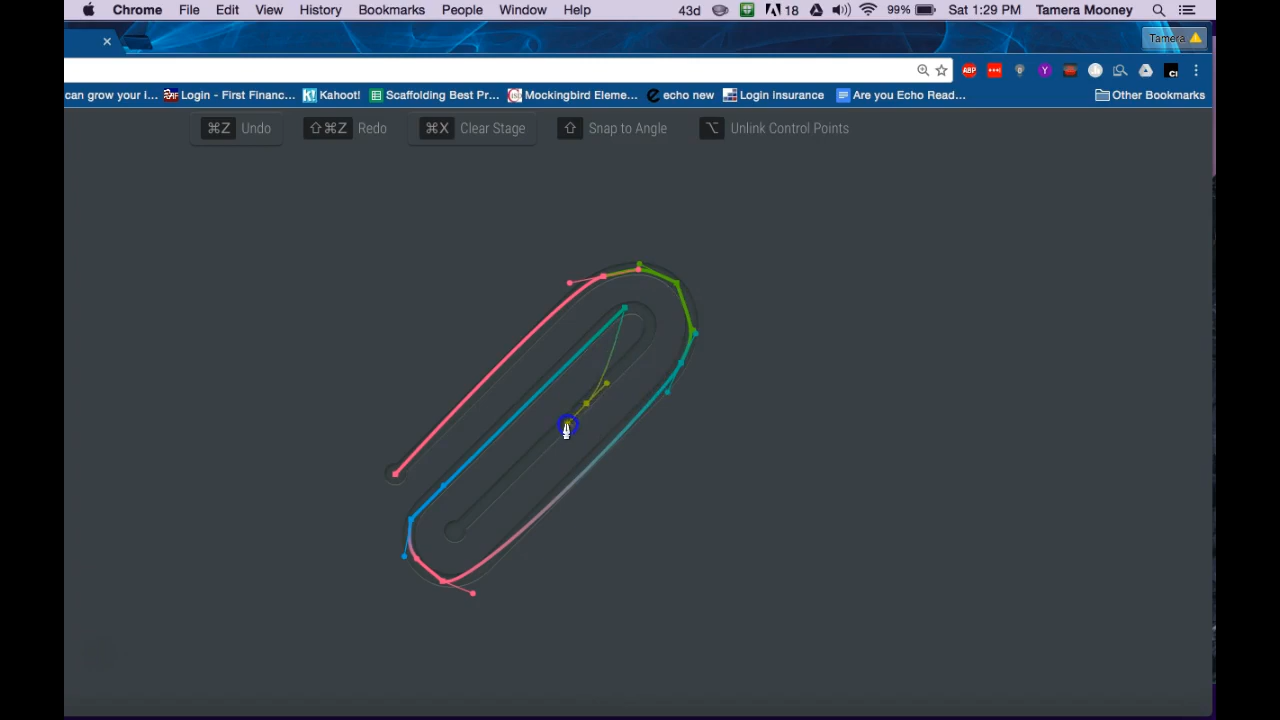 Chrome File Edit View History Bookmarks People Window Help 43d 18 99% Sat 1:29 PM Tamera Mooney
Tamera
ABP Y CI
can grow your i... Login - First Financ... Kahoot! Scaffolding Best Pr... Mockingbird Eleme... echo new Login insurance Are you Echo Read... Other Bookmarks
⌘Z Undo ⇧⌘Z Redo ⌘X Clear Stage ⇧ Snap to Angle ⌥ Unlink Control Points